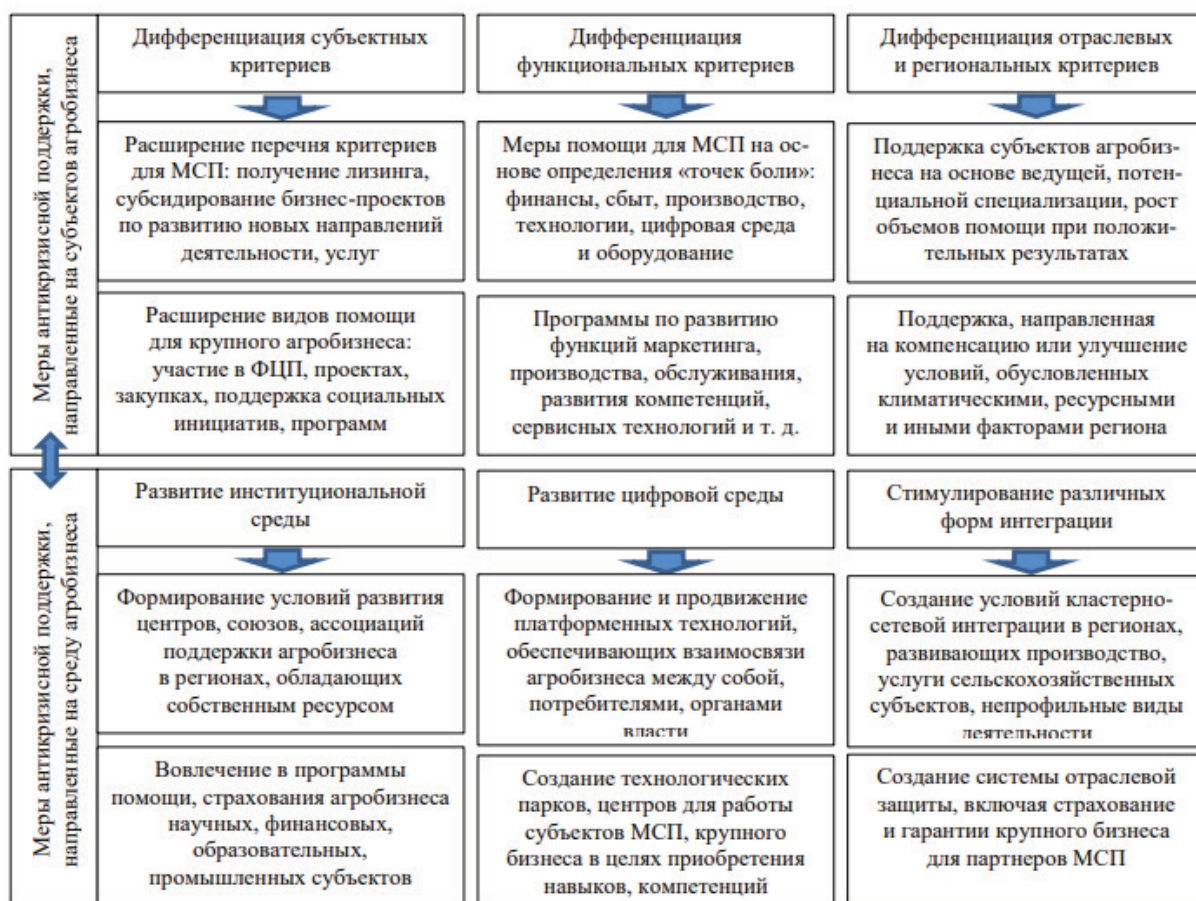 Меры антикризисной поддержки,
направленные на субъектов агробизнеса
Дифференциация субъектных
критериев
Дифференциация
функциональных критериев
Дифференциация отраслевых
и региональных критериев
Расширение перечня критериев
для МСП: получение лизинга,
субсидирование бизнес-проектов
по развитию новых направлений
деятельности, услуг
Меры помощи для МСП на ос-
нове определения «точек боли»:
финансы, сбыт, производство,
технологии, цифровая среда
и оборудование
Поддержка субъектов агробиз-
неса на основе ведущей, потен-
циальной специализации, рост
объемов помощи при положи-
тельных результатах
Расширение видов помощи
для крупного агробизнеса:
участие в ФЦП, проектах,
закупках, поддержка социальных
инициатив, программ
Программы по развитию
функций маркетинга,
производства, обслуживания,
развития компетенций,
сервисных технологий и т. д.
Поддержка, направленная
на компенсацию или улучшение
условий, обусловленных
климатическими, ресурсными
и иными факторами региона
Меры антикризисной поддержки,
направленные на среду агробизнеса
Развитие институциональной
среды
Развитие цифровой среды
Стимулирование различных
форм интеграции
Формирование условий развития
центров, союзов, ассоциаций
поддержки агробизнеса
в регионах, обладающих
собственным ресурсом
Формирование и продвижение
платформенных технологий,
обеспечивающих взаимосвязи
агробизнеса между собой,
потребителями, органами
власти
Создание условий кластерно-
сетевой интеграции в регионах,
развивающих производство,
услуги сельскохозяйственных
субъектов, непрофильные виды
деятельности
Вовлечение в программы
помощи, страхования агробизнеса
научных, финансовых,
образовательных,
промышленных субъектов
Создание технологических
парков, центров для работы
субъектов МСП, крупного
бизнеса в целях приобретения
навыков, компетенций
Создание системы отраслевой
защиты, включая страхование
и гарантии крупного бизнеса
для партнеров МСП